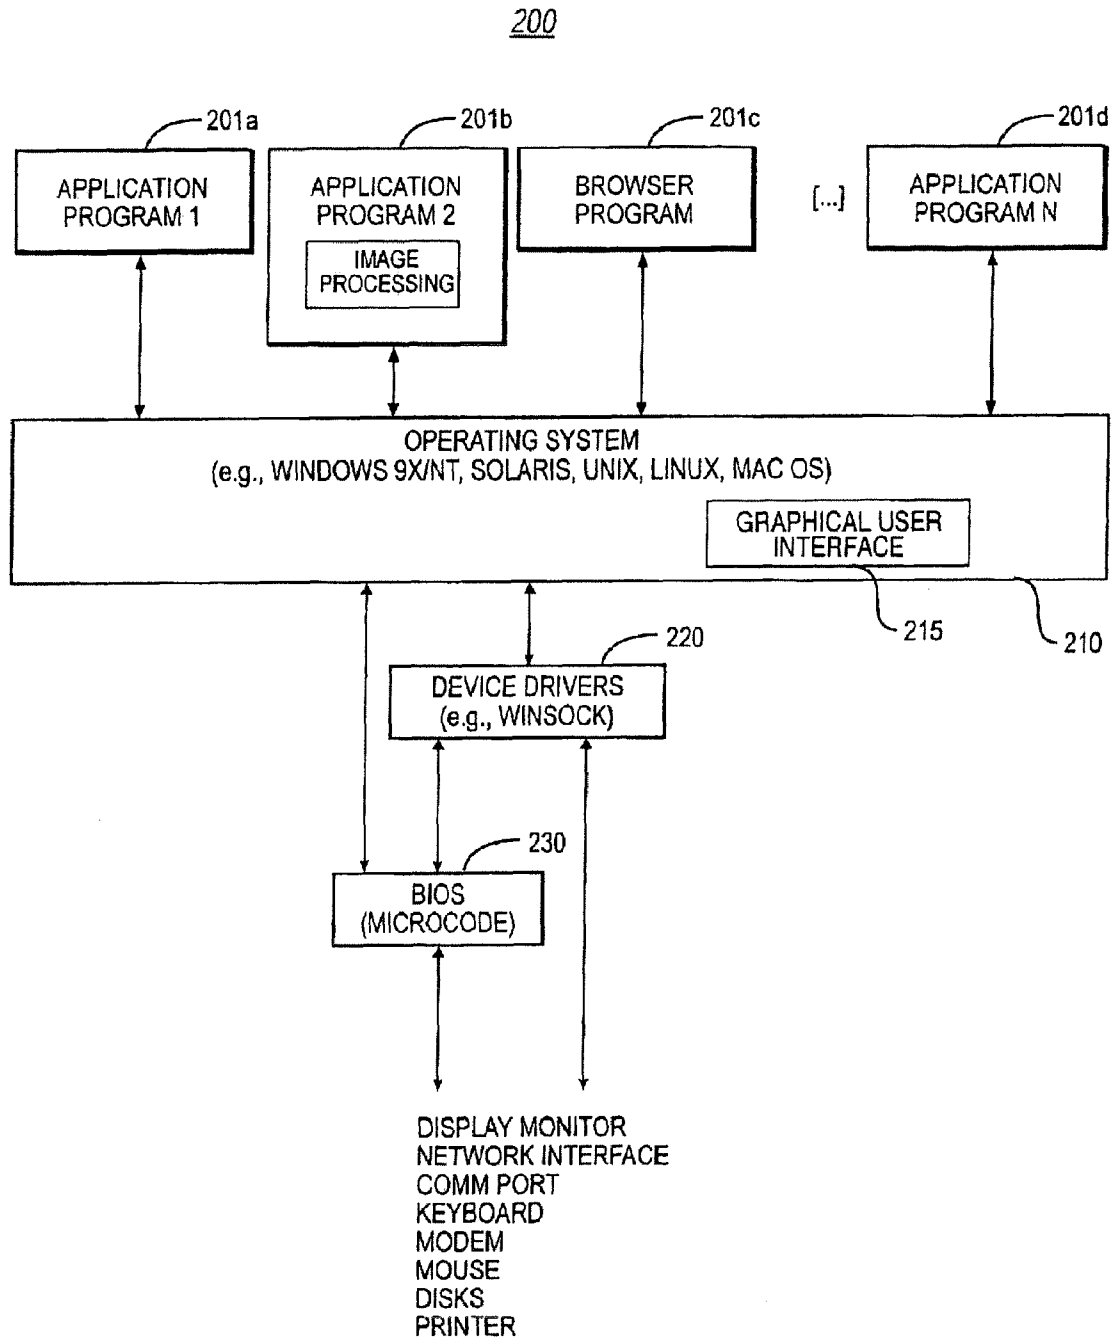 200
201a
201b
201c
201d
APPLICATION
PROGRAM 1
APPLICATION
PROGRAM 2
IMAGE
PROCESSING
BROWSER
PROGRAM
[...]
APPLICATION
PROGRAM N
OPERATING SYSTEM
(e.g., WINDOWS 9X/NT, SOLARIS, UNIX, LINUX, MAC OS)
GRAPHICAL USER
INTERFACE
215
210
220
DEVICE DRIVERS
(e.g., WINSOCK)
230
BIOS
(MICROCODE)
DISPLAY MONITOR
NETWORK INTERFACE
COMM PORT
KEYBOARD
MODEM
MOUSE
DISKS
PRINTER